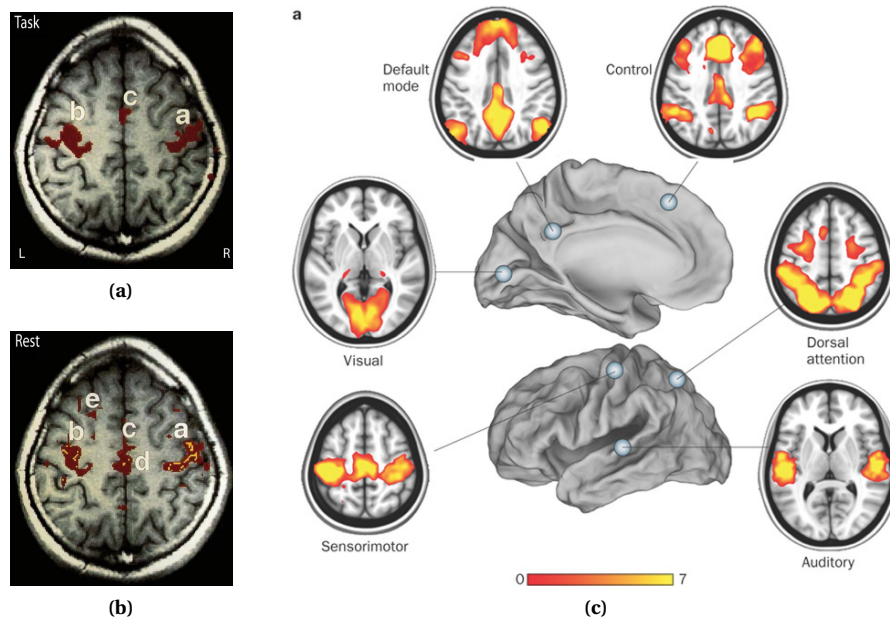 Task
b
c
a
L
R
(a)
Rest
e
b
c
a
d
(b)
a
Default
mode
Control
Visual
Dorsal
attention
Sensorimotor
Auditory
0
7
(c)